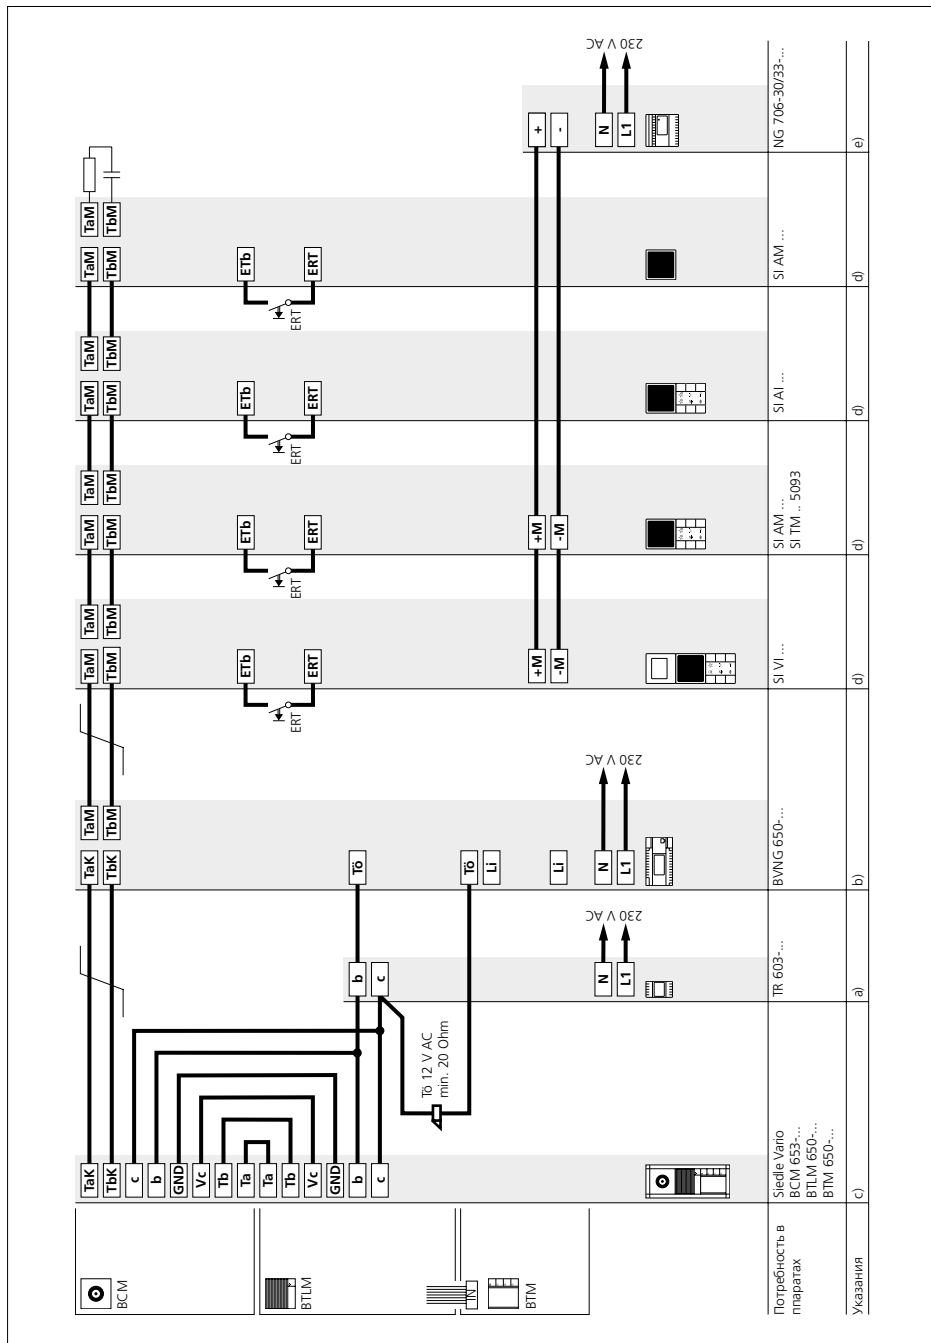 TaK TaK TaM TaM TaM TaM TaM TaM TaM TaM TaM
TbK TbK TbM TbM TbM TbM TbM TbM TbM TbM TbM
BCM
c
b
GND
Vc
Tb
Ta ETb ETb ETb ETb
Ta
Tb
ERT ERT ERT ERT
BTLM
Vc ERT ERT ERT ERT
GND
b b Tö
c c
Tö 12 V AC
min. 20 Ohm
IN Tö
Li
BTM
+M +M +
Li -M -M -
N N N
L1 L1 L1
230 V AC 230 V AC 230 V AC
Потребность в
ппаратах
Siedle Vario
BCM 653-...
BTLM 650-...
BTM 650-...
TR 603-...
BVNG 650-...
SI VI ...
SI AM ...
SI TM .. 5093
SI AI ...
SI AM ...
NG 706-30/33-...
Указания c) a) b) d) d) d) d) e)